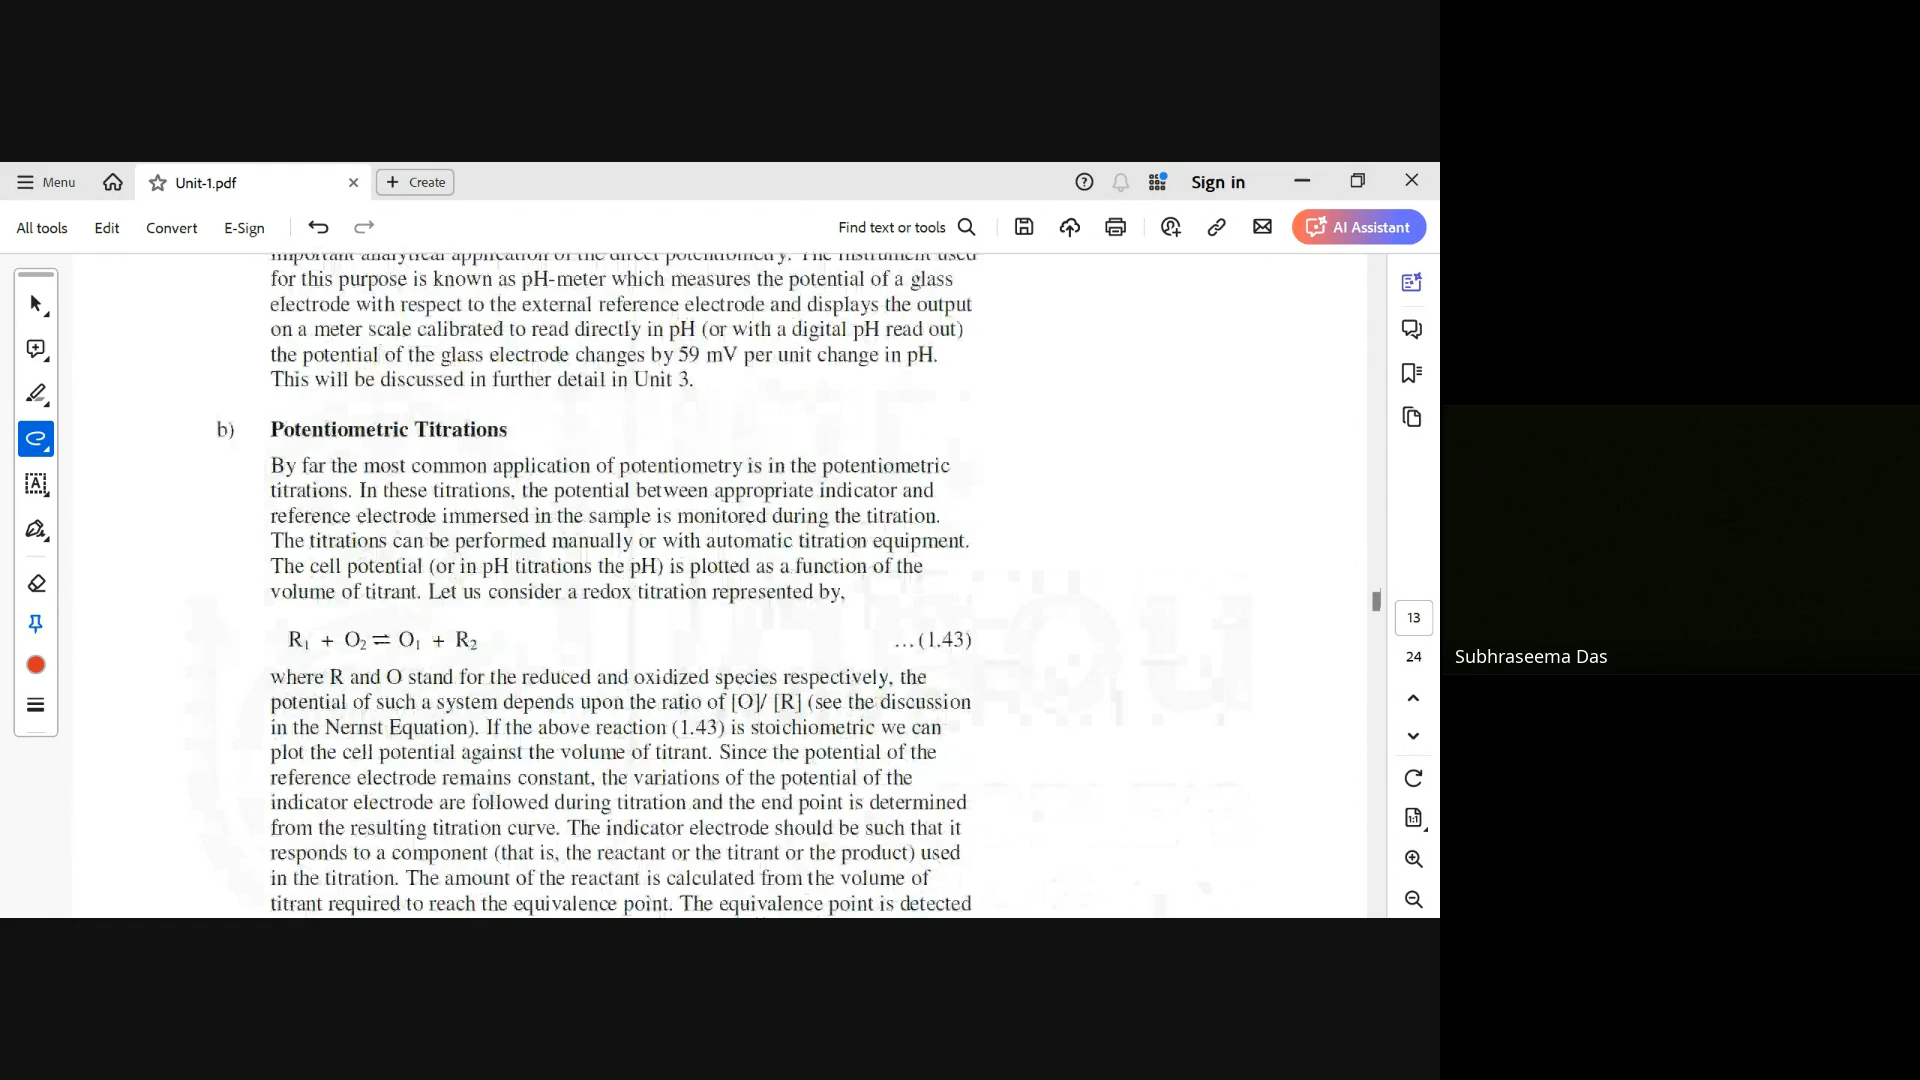 Menu
Unit-1.pdf
Create
Sign in
All tools
Edit
Convert
E-Sign
Find text or tools
AI Assistant
important analytical application of the direct potentiometry. The instrument used
for this purpose is known as pH-meter which measures the potential of a glass
electrode with respect to the external reference electrode and displays the output
on a meter scale calibrated to read directly in pH (or with a digital pH read out)
the potential of the glass electrode changes by 59 mV per unit change in pH.
This will be discussed in further detail in Unit 3.
b) Potentiometric Titrations
By far the most common application of potentiometry is in the potentiometric
titrations. In these titrations, the potential between appropriate indicator and
reference electrode immersed in the sample is monitored during the titration.
The titrations can be performed manually or with automatic titration equipment.
The cell potential (or in pH titrations the pH) is plotted as a function of the
volume of titrant. Let us consider a redox titration represented by,
R₁ + O₂ ⇌ O₁ + R₂ …(1.43)
where R and O stand for the reduced and oxidized species respectively, the
potential of such a system depends upon the ratio of [O]/ [R] (see the discussion
in the Nernst Equation). If the above reaction (1.43) is stoichiometric we can
plot the cell potential against the volume of titrant. Since the potential of the
reference electrode remains constant, the variations of the potential of the
indicator electrode are followed during titration and the end point is determined
from the resulting titration curve. The indicator electrode should be such that it
responds to a component (that is, the reactant or the titrant or the product) used
in the titration. The amount of the reactant is calculated from the volume of
titrant required to reach the equivalence point. The equivalence point is detected
13
24
Subhraseema Das